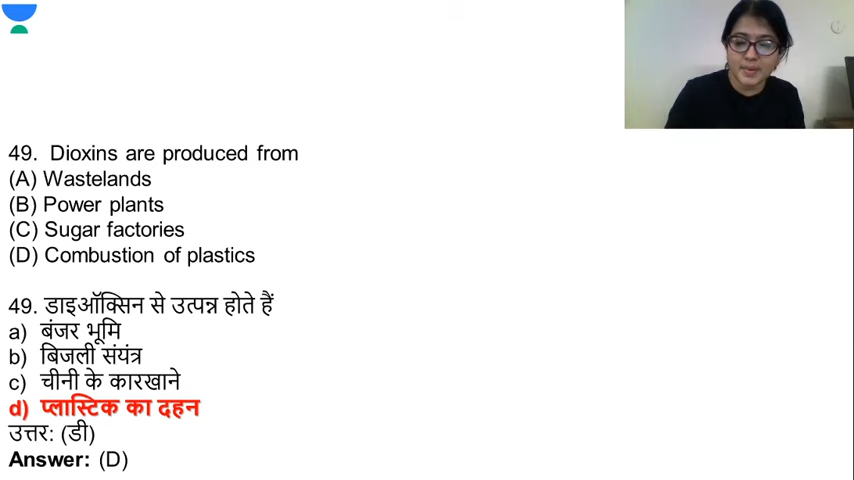 49. Dioxins are produced from
(A) Wastelands
(B) Power plants
(C) Sugar factories
(D) Combustion of plastics
49. डाइऑक्सिन से उत्पन्न होते हैं
a) बंजर भूमि
b) बिजली संयंत्र
c) चीनी के कारखाने
d) प्लास्टिक का दहन
उत्तर: (डी)
Answer: (D)